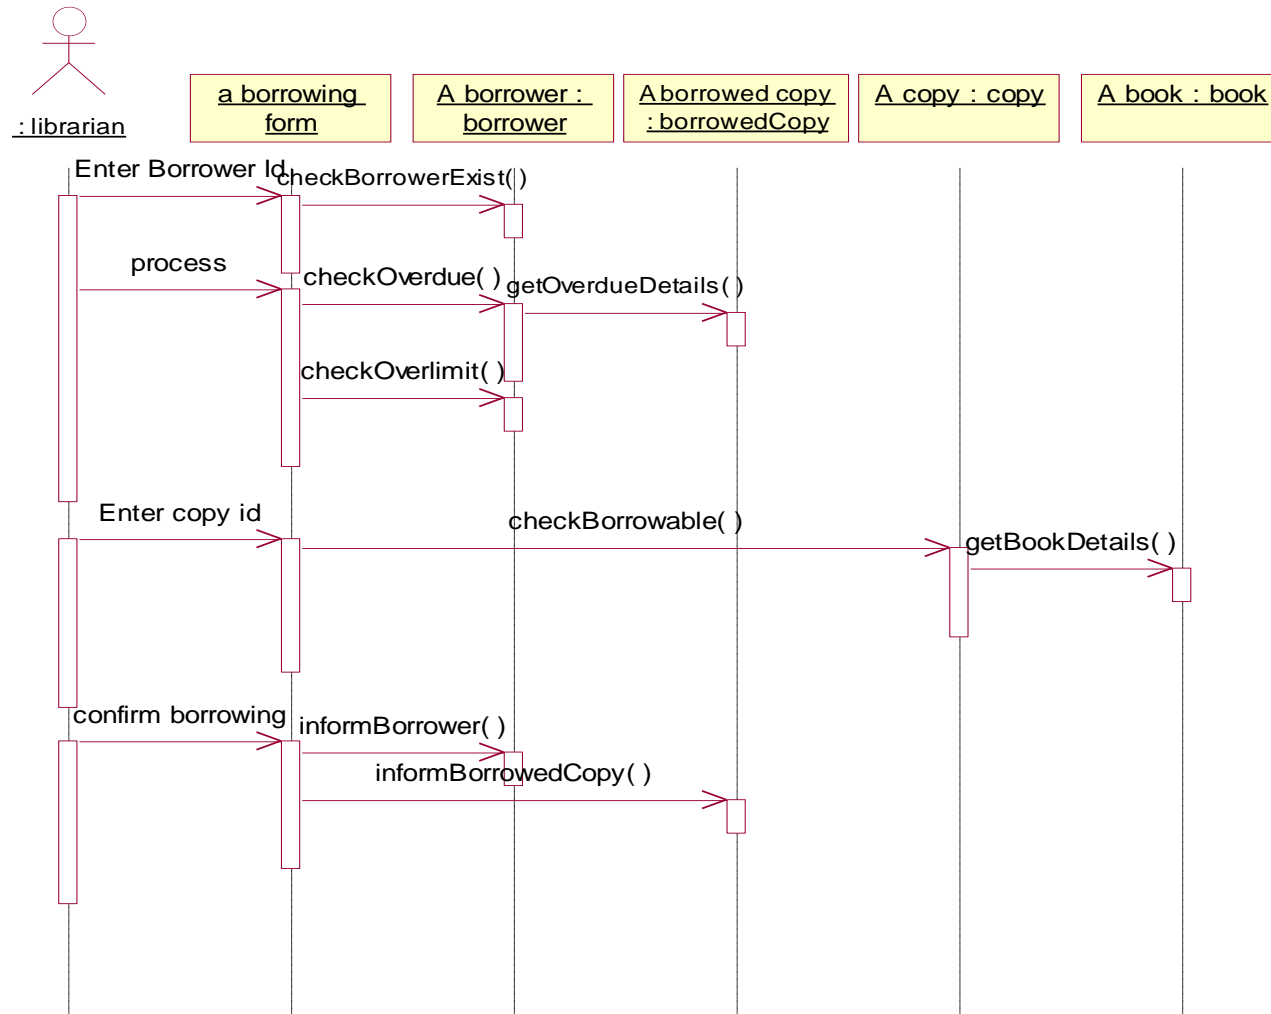 : librarian
a borrowing
form
A borrower :
borrower
A borrowed copy
: borrowedCopy
A copy : copy
A book : book
Enter Borrower Id
checkBorrowerExist( )
process
checkOverdue( )
getOverdueDetails( )
checkOverlimit( )
Enter copy id
checkBorrowable( )
getBookDetails( )
confirm borrowing
informBorrower( )
informBorrowedCopy( )